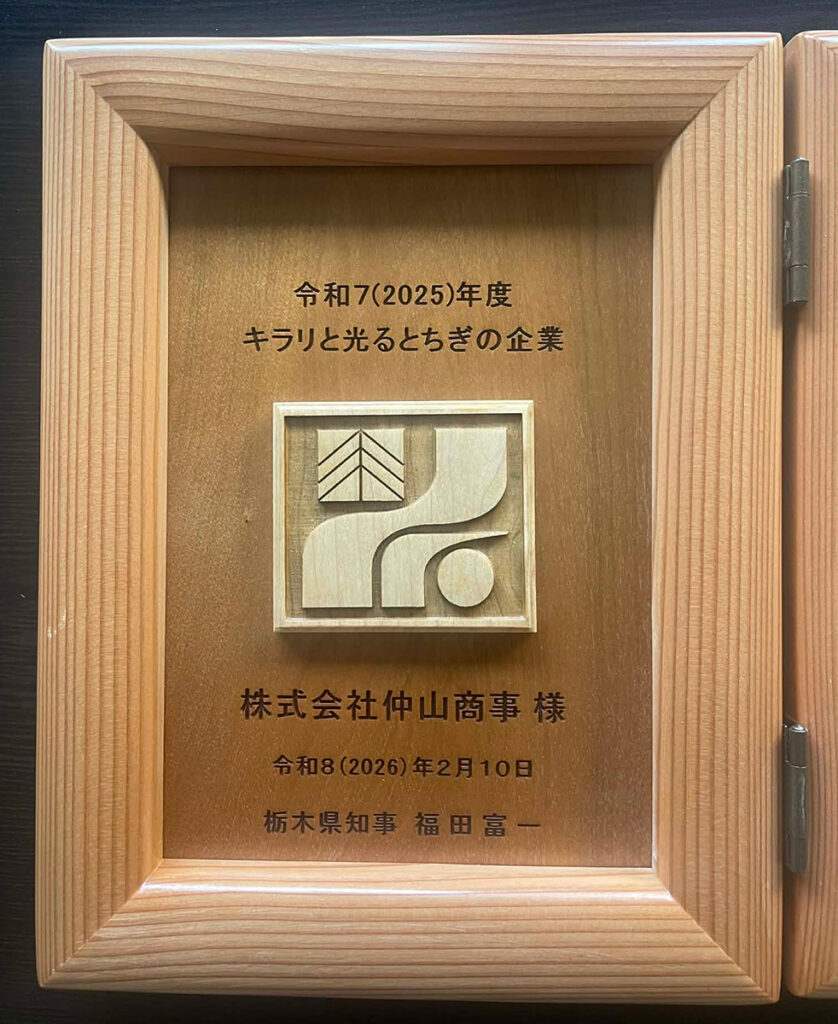 令和7(2025)年度
キラリと光るとちぎの企業
株式会社仲山商事 様
令和8(2026)年2月10日
栃木県知事 福田富一